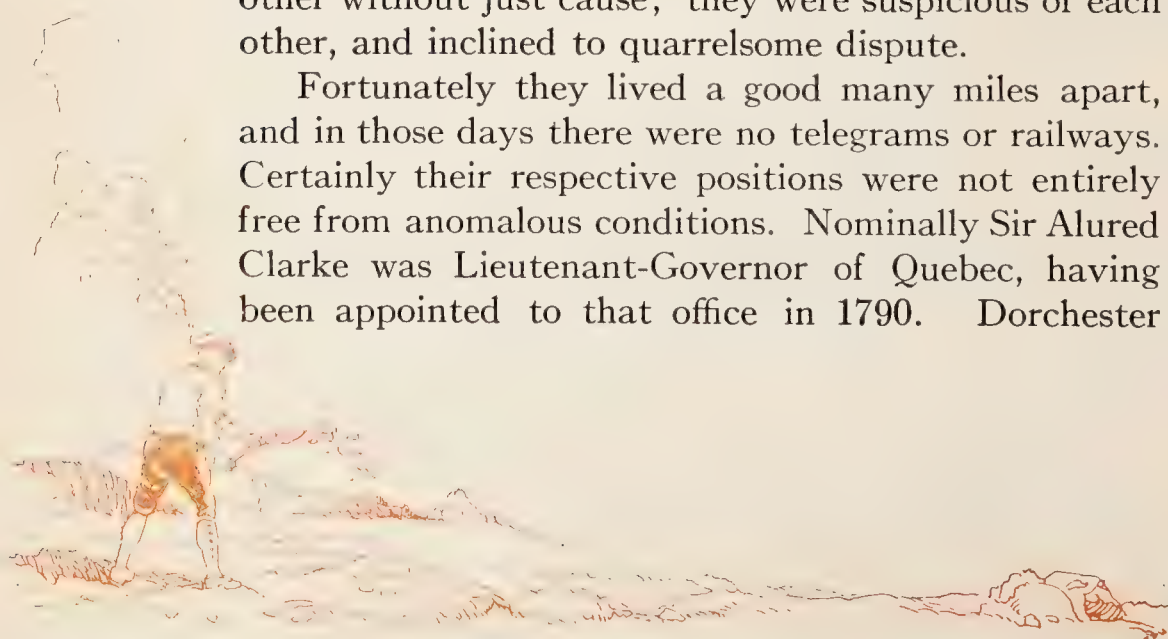 other without just cause; they were suspicious of each
other, and inclined to quarrelsome dispute.
Fortunately they lived a good many miles apart,
and in those days there were no telegrams or railways.
Certainly their respective positions were not entirely
free from anomalous conditions. Nominally Sir Alured
Clarke was Lieutenant-Governor of Quebec, having
been appointed to that office in 1790. Dorchester